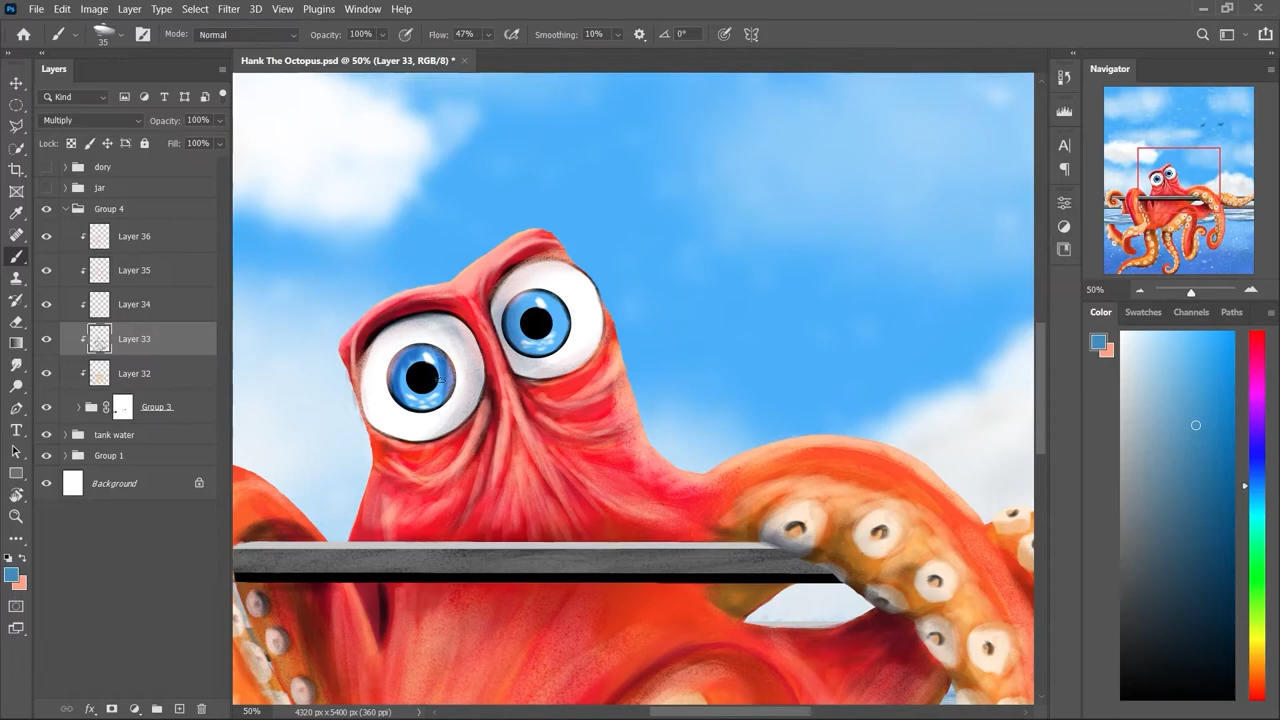 Ps File Edit Image Layer Type Select Filter 3D View Plugins Window Help
35 Mode: Normal Opacity: 100% Flow: 47% Smoothing: 10% 0°
Layers
Hank The Octopus.psd @ 50% (Layer 33, RGB/8) *
Navigator
Kind
Multiply Opacity: 100%
Lock: Fill: 100%
dory
jar
Group 4
Layer 36
Layer 35
Layer 34
Layer 33
Layer 32
Group 3
tank water
Group 1
Background
50%
Color Swatches Channels Paths
50% 4320 px x 5400 px (360 ppi)